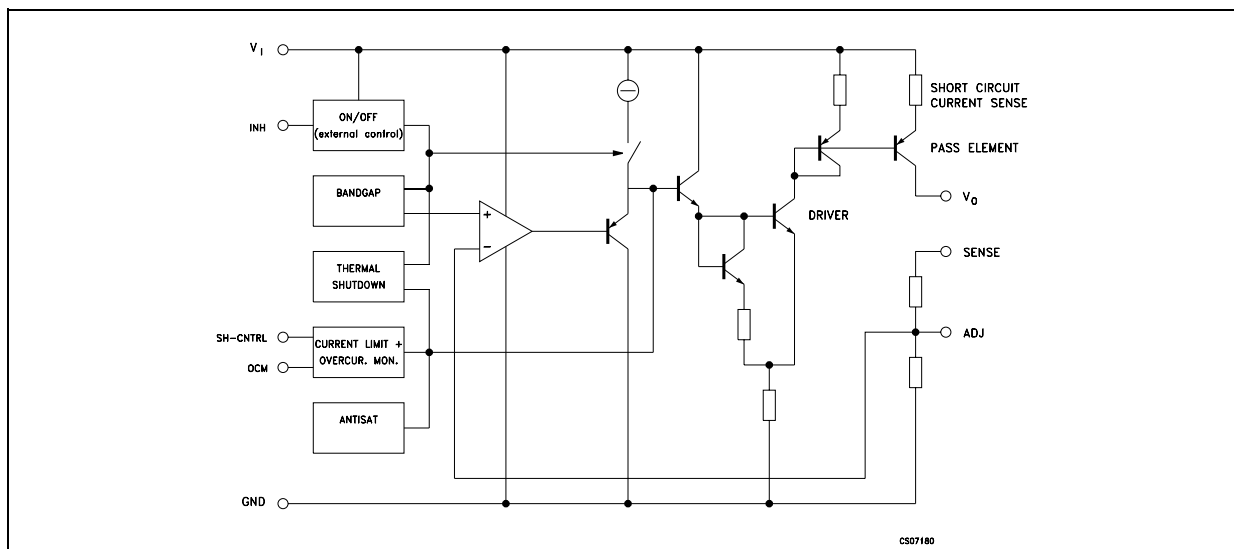 V I
INH
ON/OFF
(external control)
BANDGAP
THERMAL
SHUTDOWN
SH-CNTRL
OCM
CURRENT LIMIT +
OVERCUR. MON.
ANTISAT
GND
+
−
DRIVER
SHORT CIRCUIT
CURRENT SENSE
PASS ELEMENT
V O
SENSE
ADJ
CS07180